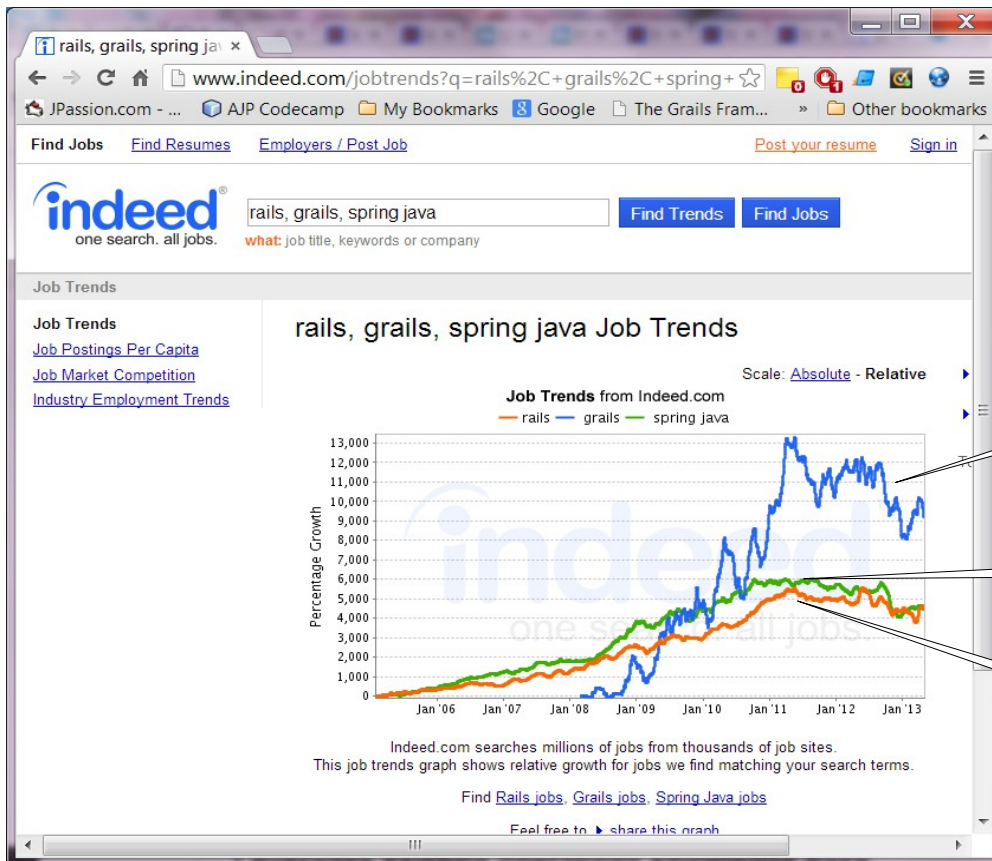 rails, grails, spring ja
www.indeed.com/jobtrends?q=rails%2C+grails%2C+spring+
0
1
JPassion.com - ... AJP Codecamp My Bookmarks Google The Grails Fram... » Other bookmarks
Find Jobs Find Resumes Employers / Post Job Post your resume Sign in
indeed®
one search. all jobs.
rails, grails, spring java
Find Trends Find Jobs
what: job title, keywords or company
Job Trends
Job Trends
Job Postings Per Capita
Job Market Competition
Industry Employment Trends
rails, grails, spring java Job Trends
Scale: Absolute - Relative
Job Trends from Indeed.com
rails grails spring java
Percentage Growth
13,000
12,000
11,000
10,000
9,000
8,000
7,000
6,000
5,000
4,000
3,000
2,000
1,000
0
indeed
one search. all jobs.
Jan'06 Jan'07 Jan'08 Jan'09 Jan'10 Jan'11 Jan'12 Jan'13
Indeed.com searches millions of jobs from thousands of job sites.
This job trends graph shows relative growth for jobs we find matching your search terms.
Find Rails jobs, Grails jobs, Spring Java jobs
Feel free to share this graph